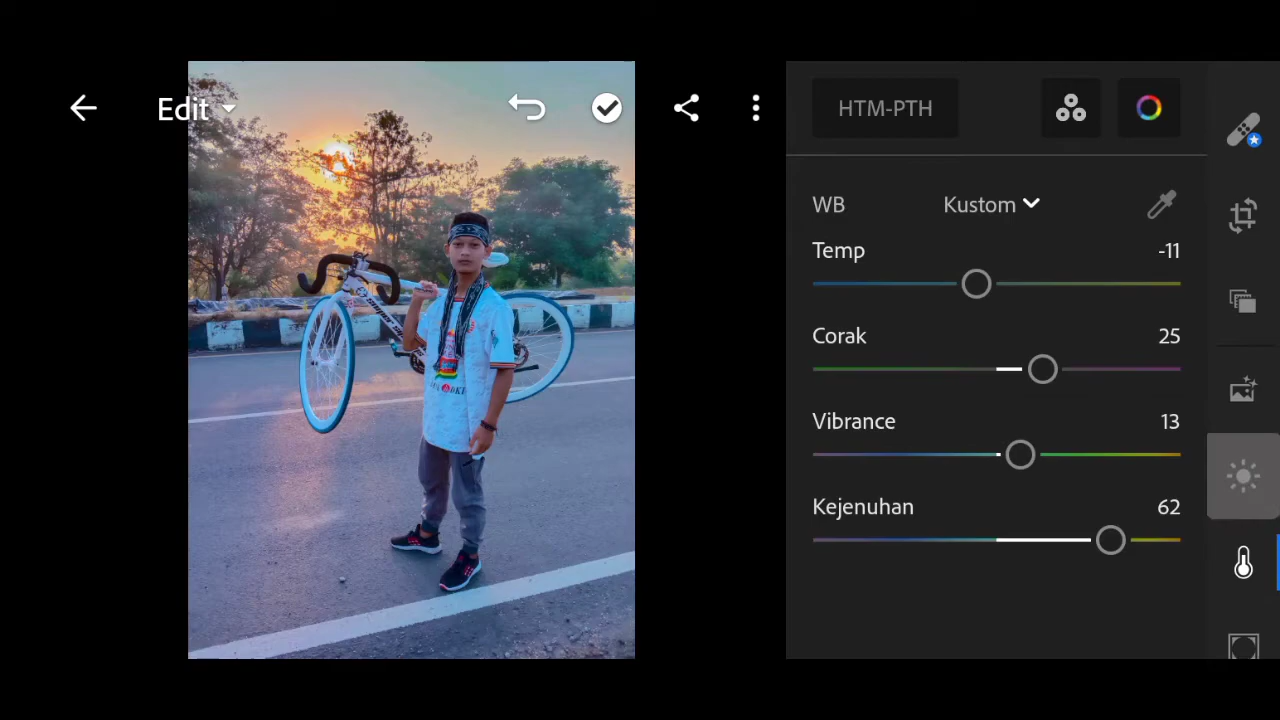 Edit
HTM-PTH
WB
Kustom
Temp
-11
Corak
25
Vibrance
13
Kejenuhan
62